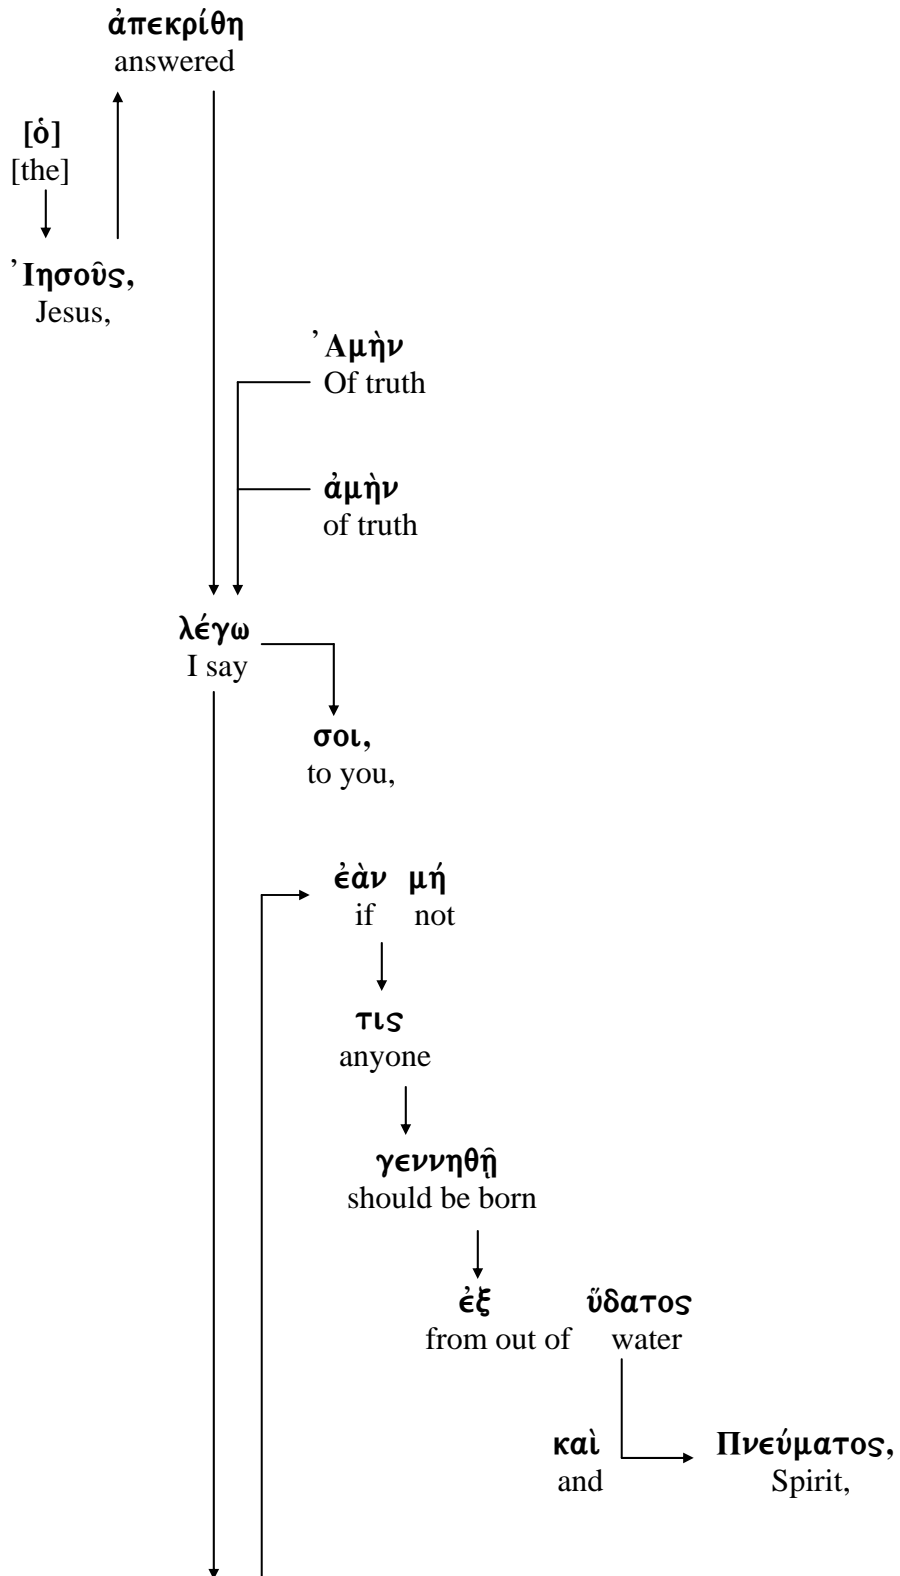 ἀπεκρίθη
answered
[ὁ]
[the]
Ἰησοῦς,
Jesus,
Ἀμὴν
Of truth
ἀμὴν
of truth
λέγω
I say
σοι,
to you,
ἐὰν μή
if not
τις
anyone
γεννηθῇ
should be born
ἐξ ὕδατος
from out of water
καὶ Πνεύματος,
and Spirit,